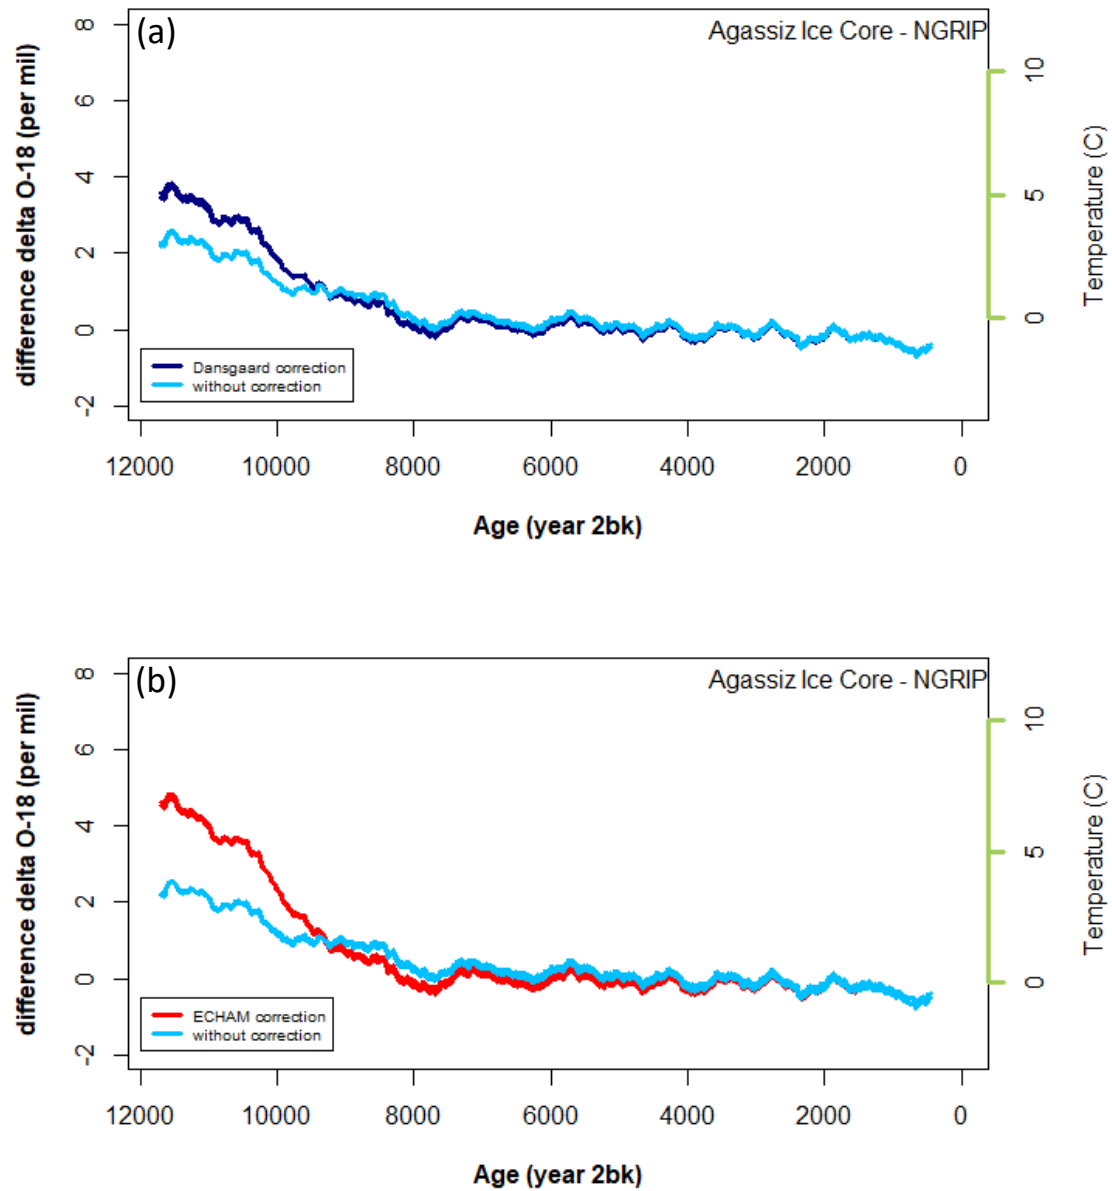 (a)
Agassiz Ice Core - NGRIP
difference delta O-18 (per mil)
8
6
4
2
0
-2
10
5
0
Temperature (C)
Dansgaard correction
without correction
12000 10000 8000 6000 4000 2000 0
Age (year 2bk)
(b)
Agassiz Ice Core - NGRIP
difference delta O-18 (per mil)
8
6
4
2
0
-2
10
5
0
Temperature (C)
ECHAM correction
without correction
12000 10000 8000 6000 4000 2000 0
Age (year 2bk)